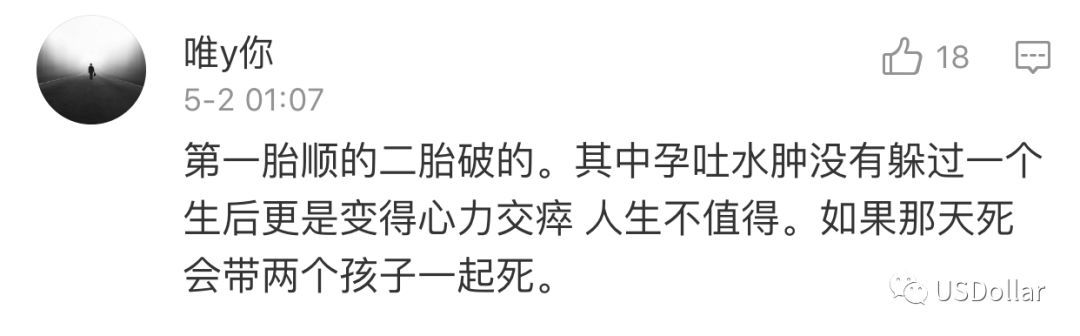 唯y你
18
5-2 01:07
第一胎顺的二胎破的。其中孕吐水肿没有躲过一个
生后更是变得心力交瘁 人生不值得。如果那天死
会带两个孩子一起死。
USDollar